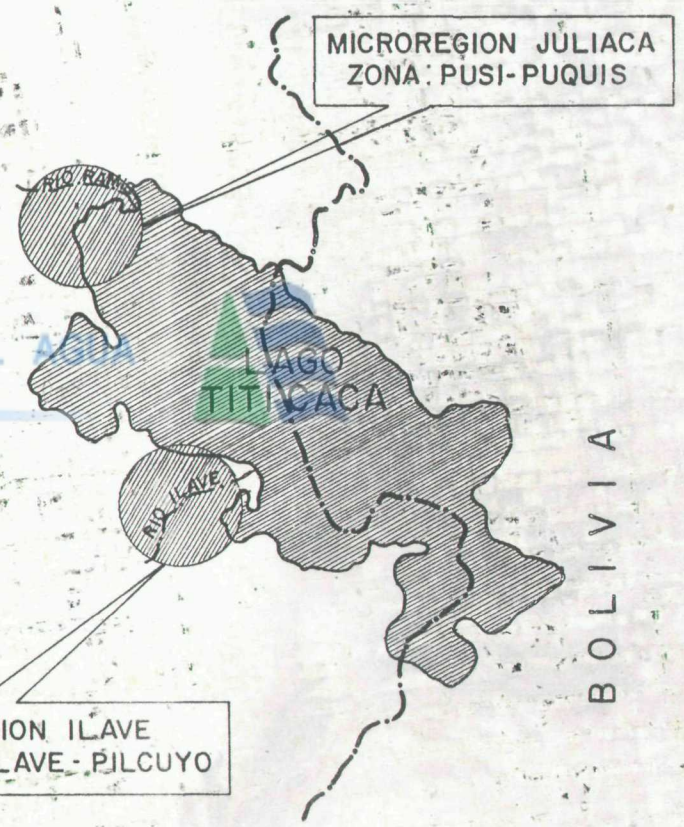 MICROREGION JULIACA
ZONA: PUSI-PUQUIS
RIO RAMIS
AGUA
LAGO
TITICACA
RIO ILAVE
BOLIVIA
ION ILAVE
LAVE - PILCUYO